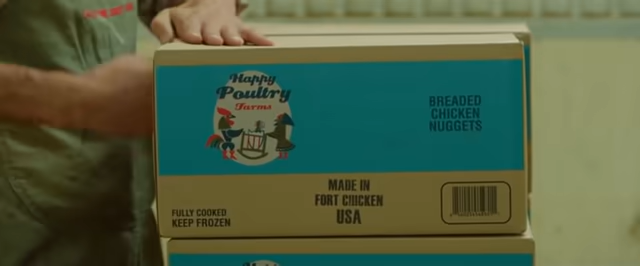 Happy
Poultry
Farms
BREADED
CHICKEN
NUGGETS
MADE IN
FORT CHICKEN
USA
FULLY COOKED
KEEP FROZEN